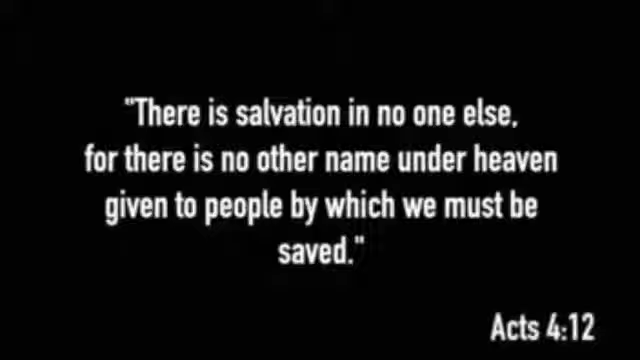 "There is salvation in no one else,
for there is no other name under heaven
given to people by which we must be
saved."
Acts 4:12